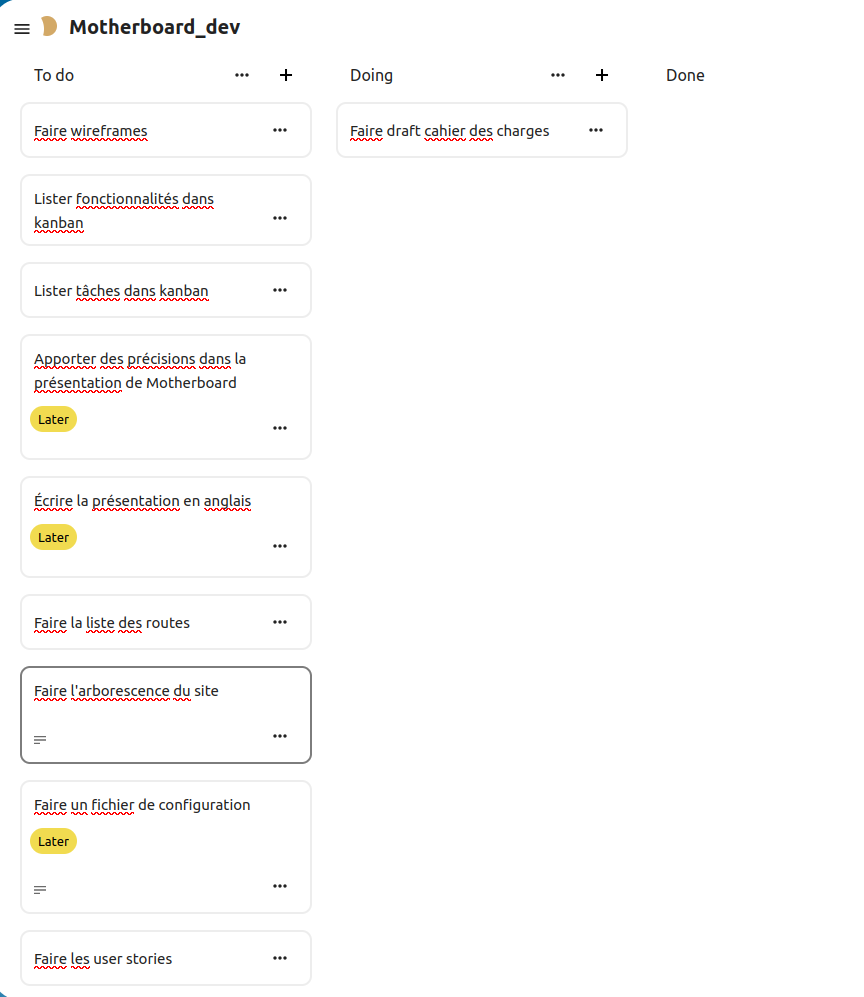 Motherboard_dev
To do
Faire wireframes
Lister fonctionnalités dans
kanban
Lister tâches dans kanban
Apporter des précisions dans la
présentation de Motherboard
Later
Écrire la présentation en anglais
Later
Faire la liste des routes
Faire l'arborescence du site
Faire un fichier de configuration
Later
Faire les user stories
Doing
Faire draft cahier des charges
Done